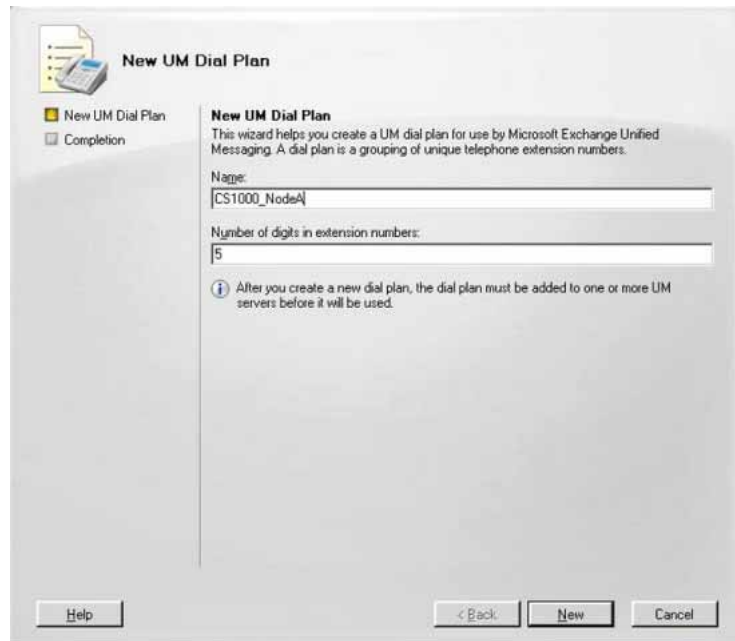 New UM Dial Plan
New UM Dial Plan
Completion
New UM Dial Plan
This wizard helps you create a UM dial plan for use by Microsoft Exchange Unified
Messaging. A dial plan is a grouping of unique telephone extension numbers.
Name:
CS1000_NodeA
Number of digits in extension numbers:
5
After you create a new dial plan, the dial plan must be added to one or more UM
servers before it will be used.
Help
< Back
New
Cancel